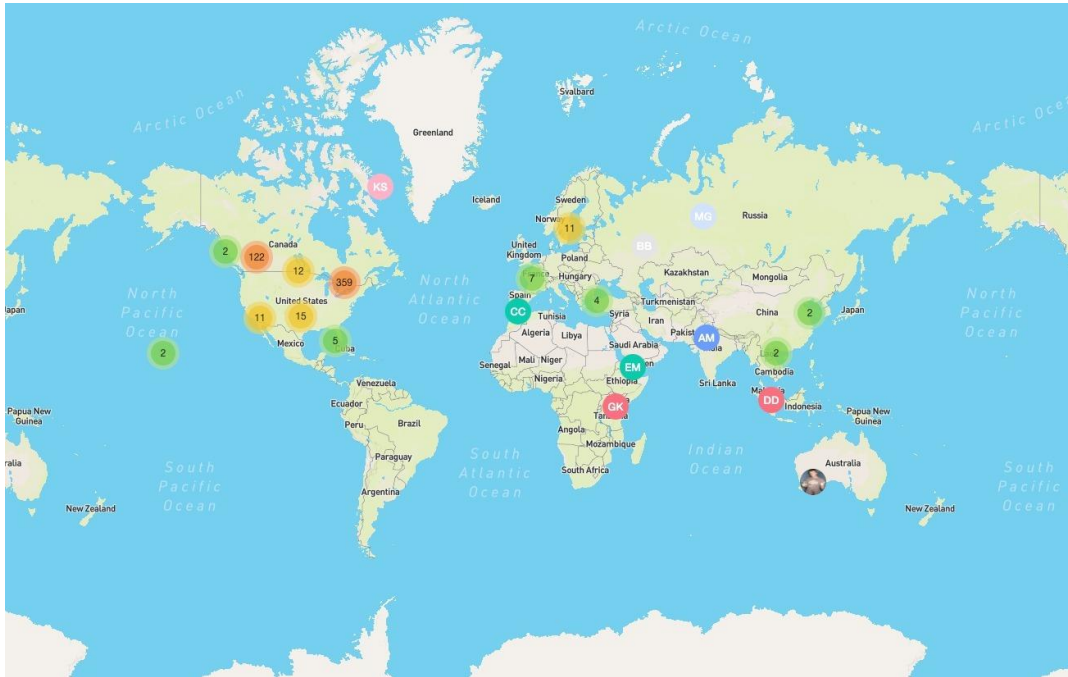 Arctic Ocean
Svalbard
Arctic Ocean
Arctic Ocean
Greenland
KS
Iceland
Sweden
Norway
11
MG
Russia
BB
United
Kingdom
Poland
2
122
Canada
12
359
7
Hungary
Kazakhstan
Mongolia
Spain
4
Turkmenistan
Syria
Iran
China
2
Japan
North
Pacific
Ocean
United States
11
15
North
Atlantic
Ocean
CC
Tunisia
Algeria
Libya
AM
Saudi Arabia
5
Mexico
2
2
Senegal
Mali
Niger
Nigeria
EM
Ethiopia
Sri Lanka
Cambodia
Venezuela
Ecuador
Peru
Brazil
GK
DD
Indonesia
Papua New
Guinea
Papua New
Guinea
Angola
Mozambique
Indian
Ocean
South
Pacific
Ocean
Paraguay
South
Atlantic
Ocean
South Africa
Australia
South
Pacific
Ocean
Argentina
New Zealand
New Zealand